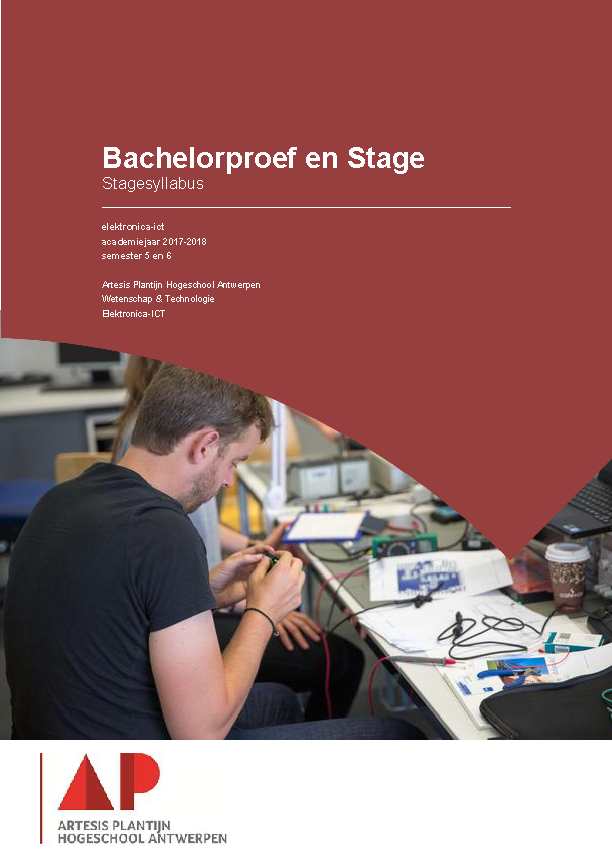 Bachelorproef en Stage
Stagesyllabus
elektronica-ict
academiejaar 2017-2018
semester 5 en 6
Artesis Plantijn Hogeschool Antwerpen
Wetenschap & Technologie
Elektronica-ICT
AP
ARTESIS PLANTIJN
HOGESCHOOL ANTWERPEN